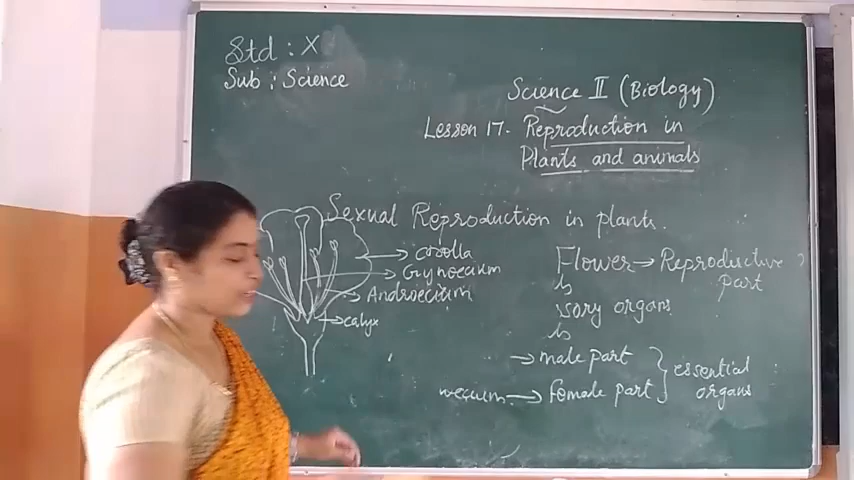 Std : X
Sub : Science
Science II (Biology)
Lesson 17. Reproduction in
Plants and animals
Sexual Reproduction in plants.
→ corolla
→ Gynoecium
→ Androecium
→ calyx
Flower → Reproductive
part
sory organs
→ male part
essential
organs
→ female part